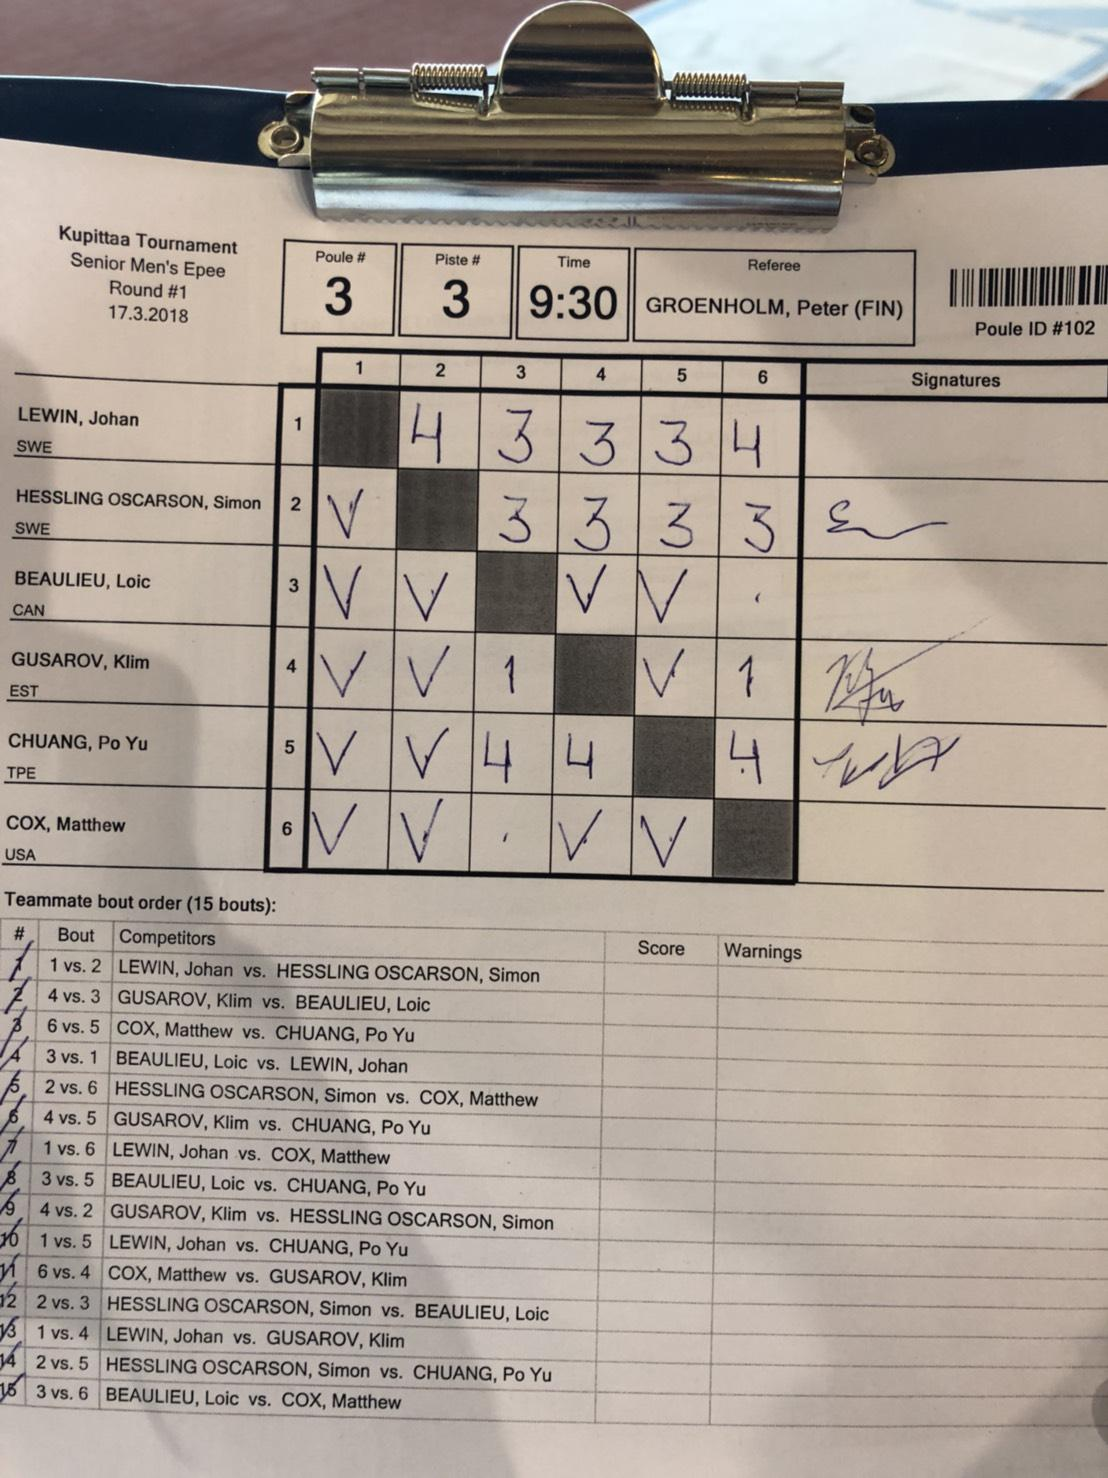 Kupittaa Tournament
Senior Men's Epee
Round #1
17.3.2018
Poule #
3
Piste #
3
Time
9:30
Referee
GROENHOLM, Peter (FIN)
Poule ID #102
1 2 3 4 5 6 Signatures
LEWIN, Johan 1 4 3 3 3 4
SWE
HESSLING OSCARSON, Simon 2 V 3 3 3 3
SWE
BEAULIEU, Loic 3 V V V V
CAN
GUSAROV, Klim 4 V V 1 V 1
EST
CHUANG, Po Yu 5 V V 4 4 4
TPE
COX, Matthew 6 V V V V
USA
Teammate bout order (15 bouts):
# Bout Competitors Score Warnings
1 1 vs. 2 LEWIN, Johan vs. HESSLING OSCARSON, Simon
2 4 vs. 3 GUSAROV, Klim vs. BEAULIEU, Loic
3 6 vs. 5 COX, Matthew vs. CHUANG, Po Yu
4 3 vs. 1 BEAULIEU, Loic vs. LEWIN, Johan
5 2 vs. 6 HESSLING OSCARSON, Simon vs. COX, Matthew
6 4 vs. 5 GUSAROV, Klim vs. CHUANG, Po Yu
7 1 vs. 6 LEWIN, Johan vs. COX, Matthew
8 3 vs. 5 BEAULIEU, Loic vs. CHUANG, Po Yu
9 4 vs. 2 GUSAROV, Klim vs. HESSLING OSCARSON, Simon
10 1 vs. 5 LEWIN, Johan vs. CHUANG, Po Yu
11 6 vs. 4 COX, Matthew vs. GUSAROV, Klim
12 2 vs. 3 HESSLING OSCARSON, Simon vs. BEAULIEU, Loic
13 1 vs. 4 LEWIN, Johan vs. GUSAROV, Klim
14 2 vs. 5 HESSLING OSCARSON, Simon vs. CHUANG, Po Yu
15 3 vs. 6 BEAULIEU, Loic vs. COX, Matthew